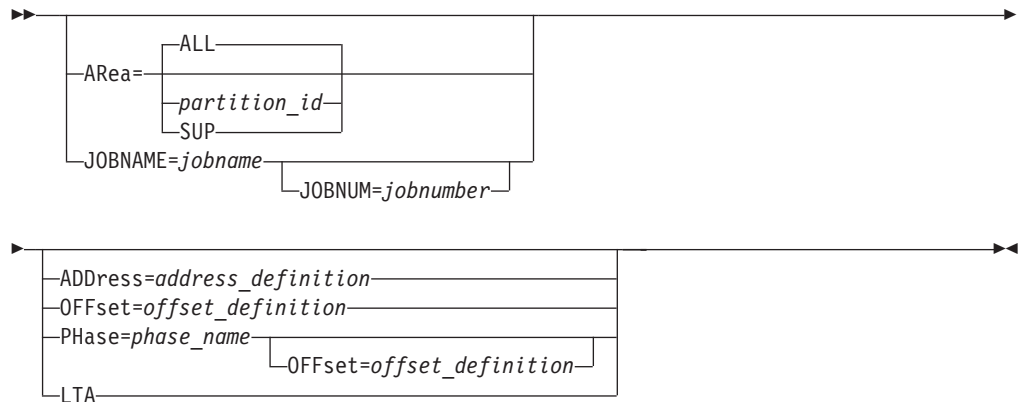 ALL
ARea=
partition_id
SUP
JOBNAME=jobname
JOBNUM=jobnumber
ADDress=address_definition
OFFset=offset_definition
PHase=phase_name
OFFset=offset_definition
LTA